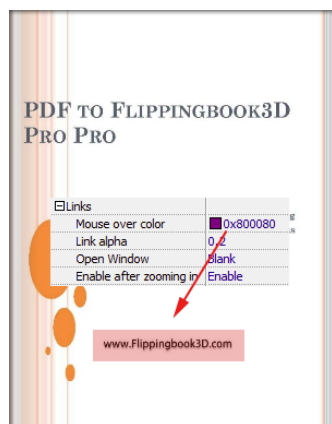 PDF TO FLIPPINGBOOK3D
PRO PRO
Links
Mouse over color 0x800080
Link alpha 0.2
Open Window Blank
Enable after zooming in Enable
www.Flippingbook3D.com